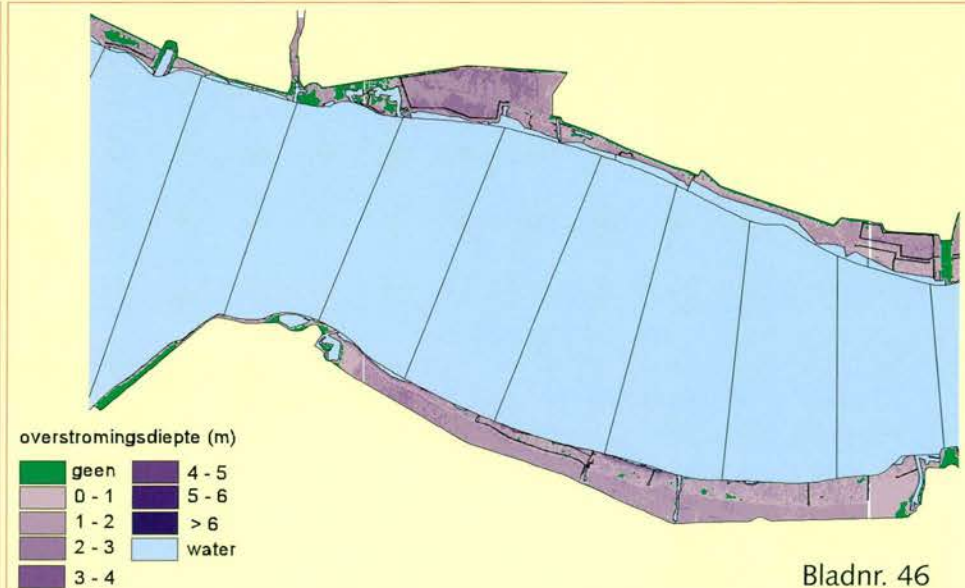 overstromingsdiepte (m)
geen
0 - 1
1 - 2
2 - 3
3 - 4
4 - 5
5 - 6
> 6
water
Bladnr. 46